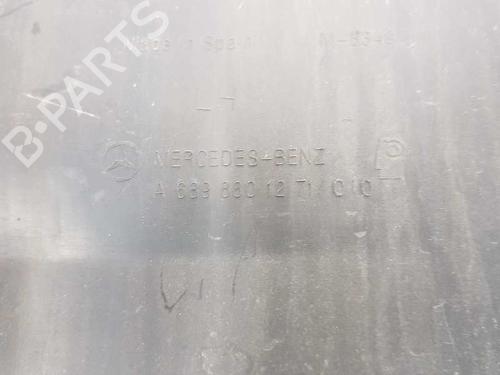 Made in Spain
MERCEDES-BENZ
A 639 880 12 71 / 010
B-PARTS